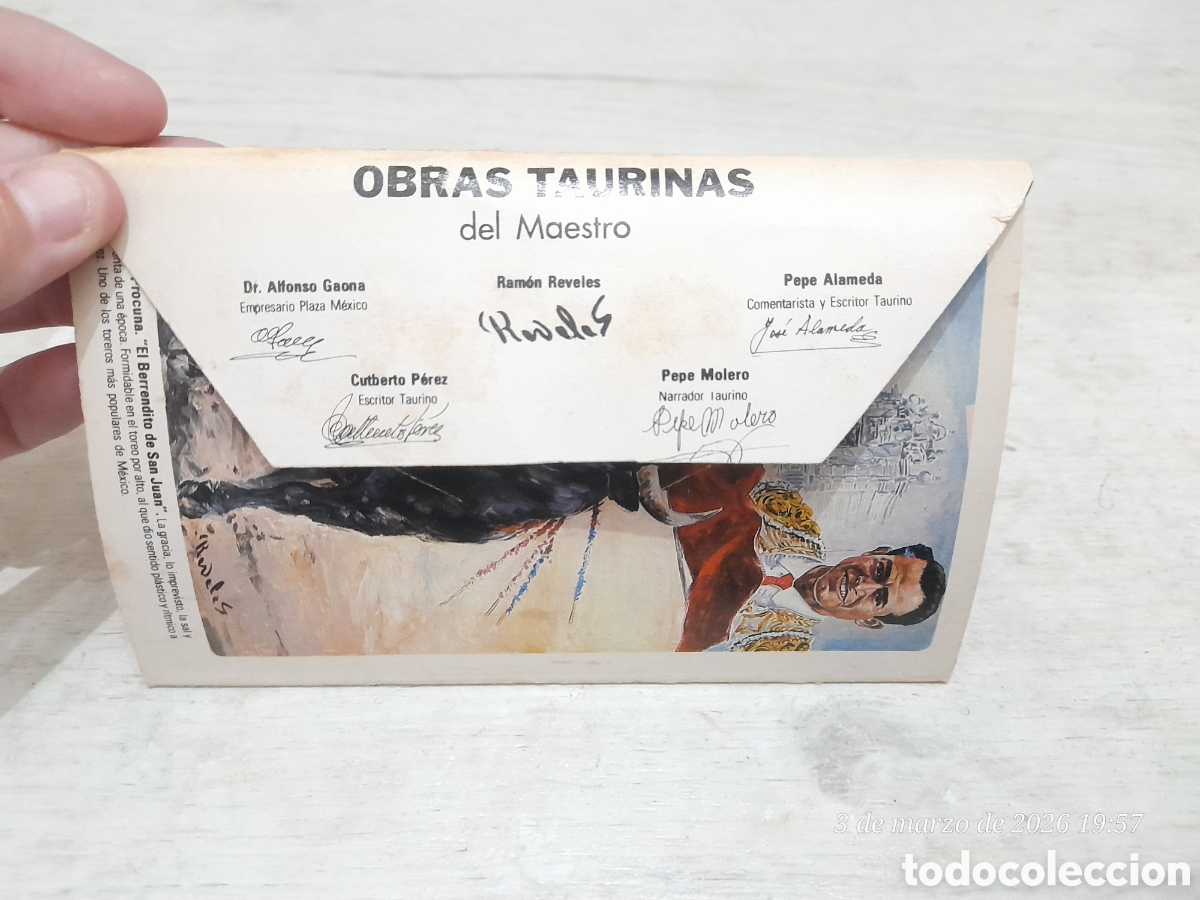 OBRAS TAURINAS
del Maestro
Dr. Alfonso Gaona
Empresario Plaza México
Ramón Reveles
Reveles
Pepe Alameda
Comentarista y Escritor Taurino
José Alameda
Cutberto Pérez
Escritor Taurino
Cutberto Pérez
Pepe Molero
Narrador Taurino
Pepe Molero
Procuna. "El Berrendito de San Juan". La gracia, lo imprevisto, la sal y
de una época. Formidable en el toreo por alto, al que dio sentido plástico y rítmico a
Uno de los toreros más populares de México.
Reveles
3 de marzo de 2026 19:57
todocoleccion